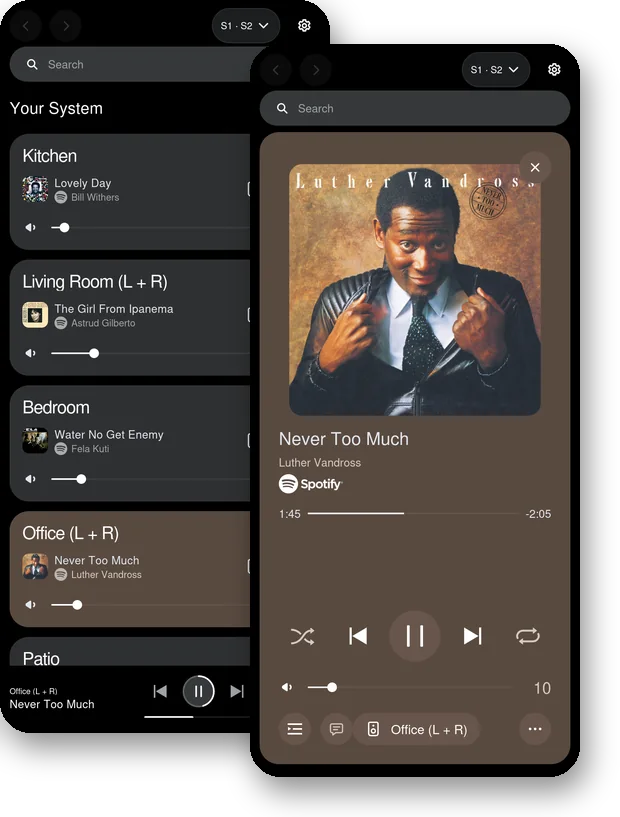 S1 · S2
Search
Your System
Kitchen
Lovely Day
Bill Withers
Living Room (L + R)
The Girl From Ipanema
Astrud Gilberto
Bedroom
Water No Get Enemy
Fela Kuti
Office (L + R)
Never Too Much
Luther Vandross
Patio
Office (L + R)
Never Too Much
S1 · S2
Search
Luther Vandross
NEVER
TOO
MUCH
Never Too Much
Luther Vandross
Spotify
1:45
-2:05
10
Office (L + R)